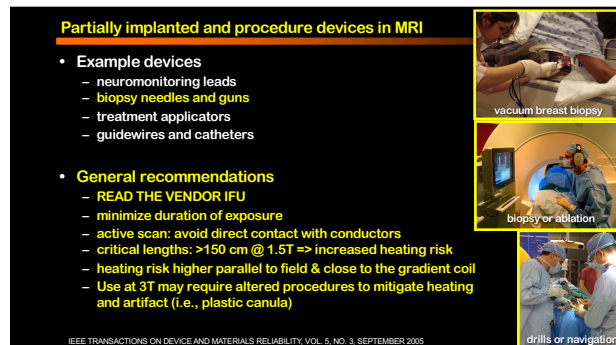 Partially implanted and procedure devices in MRI
• Example devices
– neuromonitoring leads
– biopsy needles and guns
– treatment applicators
– guidewires and catheters
• General recommendations
– READ THE VENDOR IFU
– minimize duration of exposure
– active scan: avoid direct contact with conductors
– critical lengths: >150 cm @ 1.5T => increased heating risk
– heating risk higher parallel to field & close to the gradient coil
– Use at 3T may require altered procedures to mitigate heating
and artifact (i.e., plastic canula)
vacuum breast biopsy
biopsy or ablation
drills or navigation
IEEE TRANSACTIONS ON DEVICE AND MATERIALS RELIABILITY, VOL. 5, NO. 3, SEPTEMBER 2005